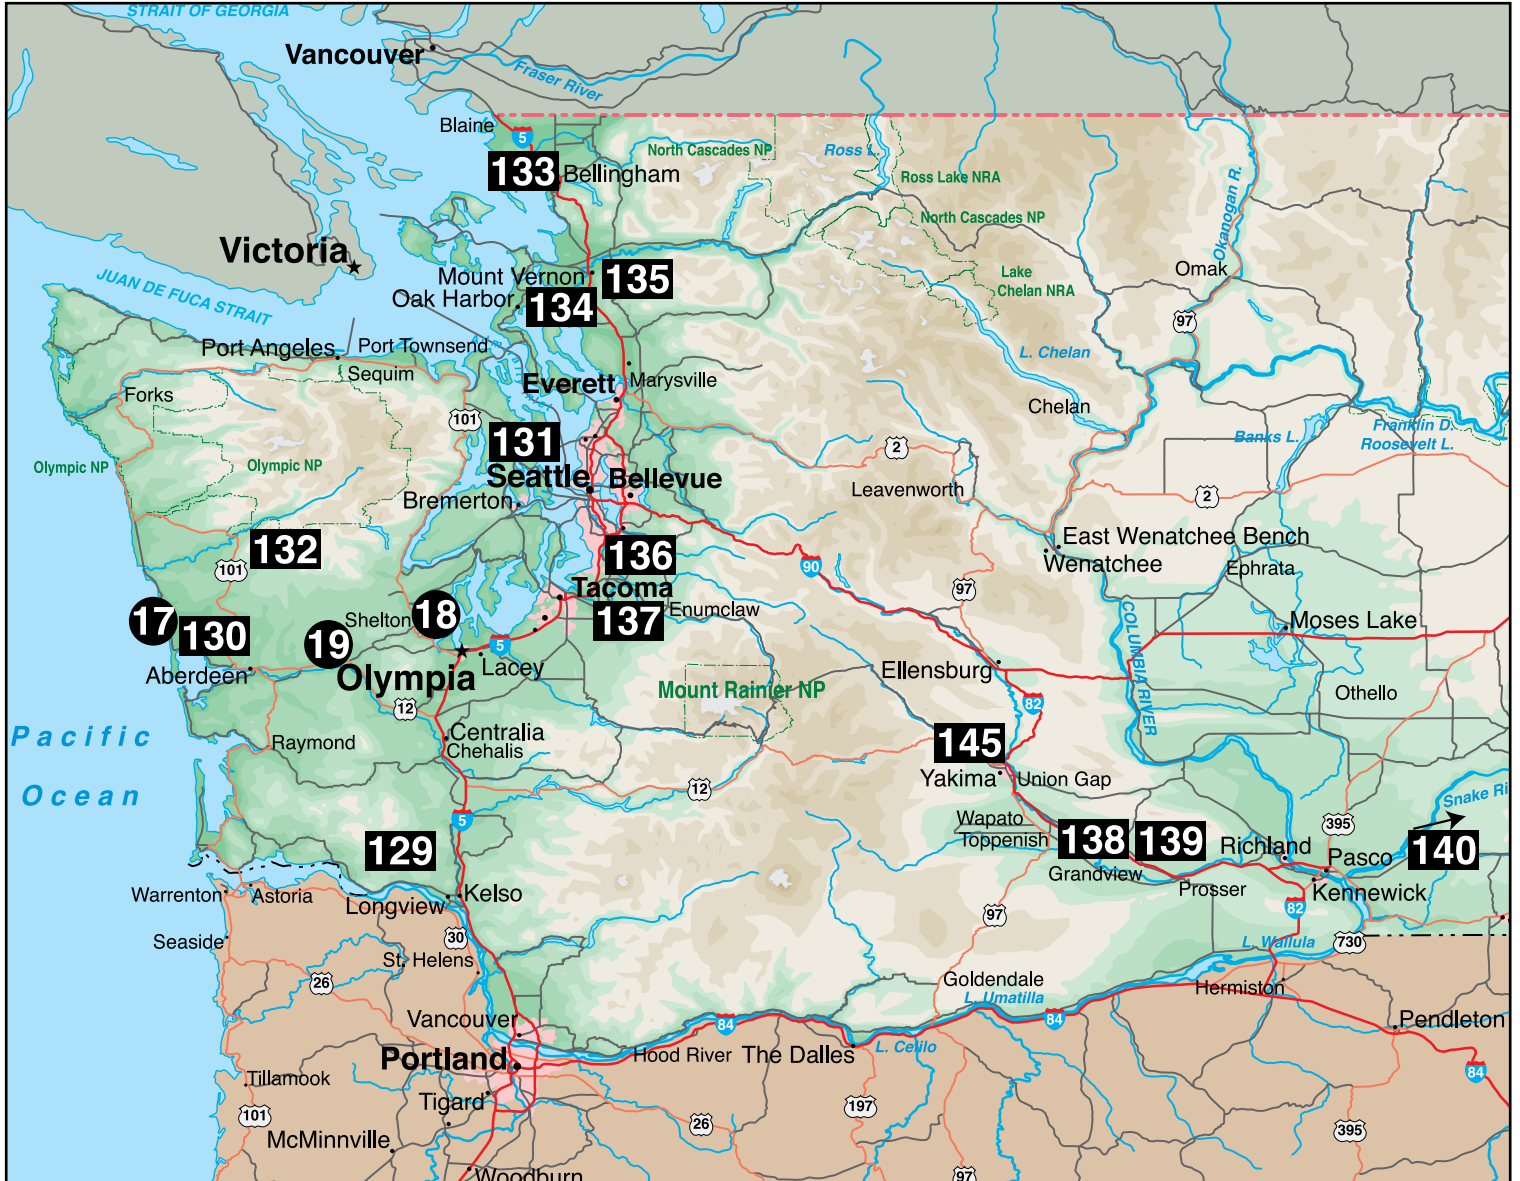 STRAIT OF GEORGIA
Vancouver
Fraser River
Blaine
5
133
Bellingham
North Cascades NP
Ross L.
Ross Lake NRA
North Cascades NP
Okanogan R.
Victoria
JUAN DE FUCA STRAIT
Mount Vernon
135
Oak Harbor
134
Lake
Chelan NRA
Omak
97
Port Angeles
Port Townsend
Sequim
L. Chelan
Forks
Everett
Marysville
Chelan
101
131
2
Banks L.
Franklin D.
Roosevelt L.
Olympic NP
Olympic NP
Seattle
Bellevue
Leavenworth
2
Bremerton
132
101
136
East Wenatchee Bench
Wenatchee
Ephrata
90
Tacoma
97
17
130
19
Shelton
18
137
Enumclaw
COLUMBIA RIVER
Moses Lake
5
Aberdeen
Olympia
Lacey
Mount Rainier NP
Ellensburg
Othello
12
82
Pacific
Ocean
Raymond
Centralia
Chehalis
145
Yakima
Union Gap
12
Snake Ri
5
Wapato
Toppenish
395
129
138
139
Richland
Pasco
140
Grandview
Prosser
Kennewick
Warrenton
Astoria
Longview
Kelso
82
97
Seaside
30
L. Wallula
730
St. Helens
26
Goldendale
L. Umatilla
Hermiston
Vancouver
84
84
Pendleton
Portland
Hood River
The Dalles
L. Celilo
Tillamook
84
Tigard
101
26
197
395
McMinnville
Woodburn
97